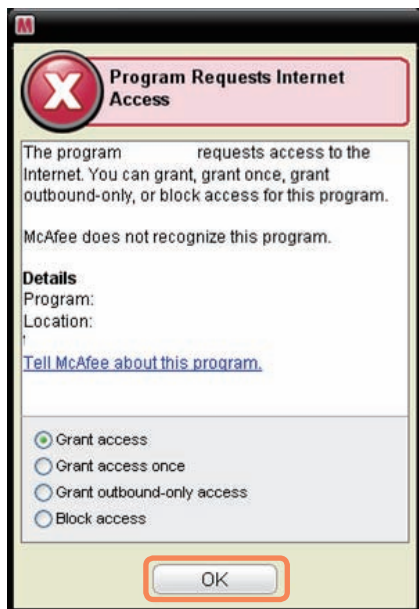 M
Program Requests Internet
Access
The program requests access to the
Internet. You can grant, grant once, grant
outbound-only, or block access for this program.
McAfee does not recognize this program.
Details
Program:
Location:
Tell McAfee about this program.
Grant access
Grant access once
Grant outbound-only access
Block access
OK